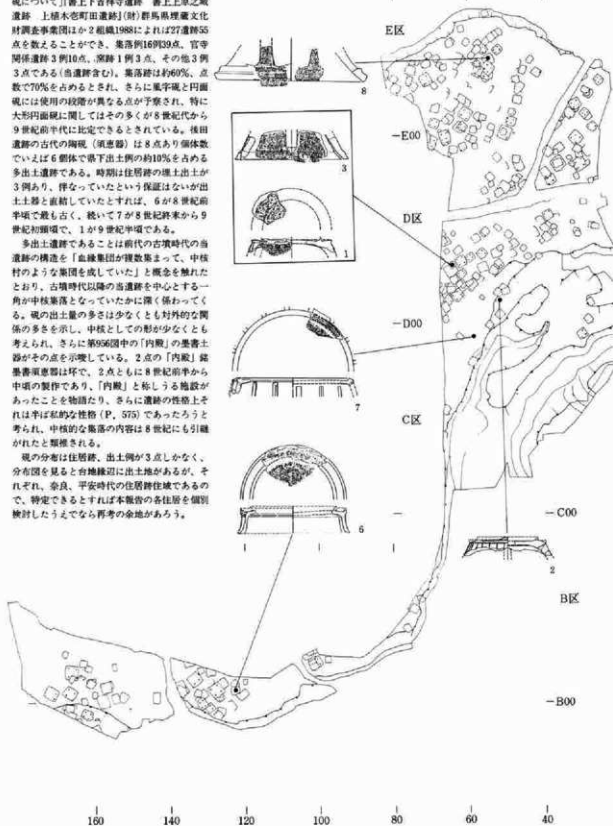 硯について」『書上下吉祥寺遺跡 書上上原之城
遺跡 上植木壱町田遺跡』(財)群馬県埋蔵文化
財調査事業団ほか2組織1988によれば27遺跡55
点を数えることができ、集落例16例39点、官寺
関係遺跡3例10点、窯跡1例3点、その他3例
3点である(当遺跡含む)。集落跡は約60%、点
数で70%を占めるとされ、さらに風字硯と円面
硯には使用の段階が異なる点が予察され、特に
大形円面硯に関してはその多くが8世紀代から
9世紀前半代に比定できるとされている。後田
遺跡の古代の陶硯(須恵器)は8点あり個体数
でいえば6個体で県下出土例の約10%を占める
多出土遺跡である。時期は住居跡の埋土出土が
3例あり、伴なっていたという保証はないが出
土土器と直結していたとすれば、6が8世紀前
半頃で最も古く、続いて7が8世紀終末から9
世紀初頭頃で、1が9世紀半頃である。
多出土遺跡であることは前代の古墳時代の当
遺跡の構造を「血縁集団が複数集まって、中核
村のような集団を成していた」と概念を触れた
とおり、古墳時代以降の当遺跡を中心とする一
角が中核集落となっていたかに深く係わってく
る。硯の出土量の多さは少なくとも対外的な関
係の多さを示し、中核としての形が少なくとも
考えられ、さらに第956図中の「内殿」の墨書土
器がその点を示唆している。2点の「内殿」銘
墨書須恵器は坏で、2点ともに8世紀前半から
中頃の製作であり、「内殿」と称しうる施設が
あったことを物語たり、さらに遺跡の性格上そ
れは半ば私的な性格(P, 575)であったろうと
考えられ、中核的な集落の内容は8世紀にも引継
がれたと類推される。
硯の分布は住居跡、出土例が3点しかなく、
分布図を見ると台地縁辺に出土地があるが、そ
れぞれ、奈良、平安時代の住居跡住域であるの
で、特定できるとすれば本報告の各住居を個別
検討したうえでなら再考の余地があろう。
8
3
1
7
6
2
E区
-E00
D区
-D00
C区
-C00
B区
-B00
120
100
160
140
120
100
80
60
40